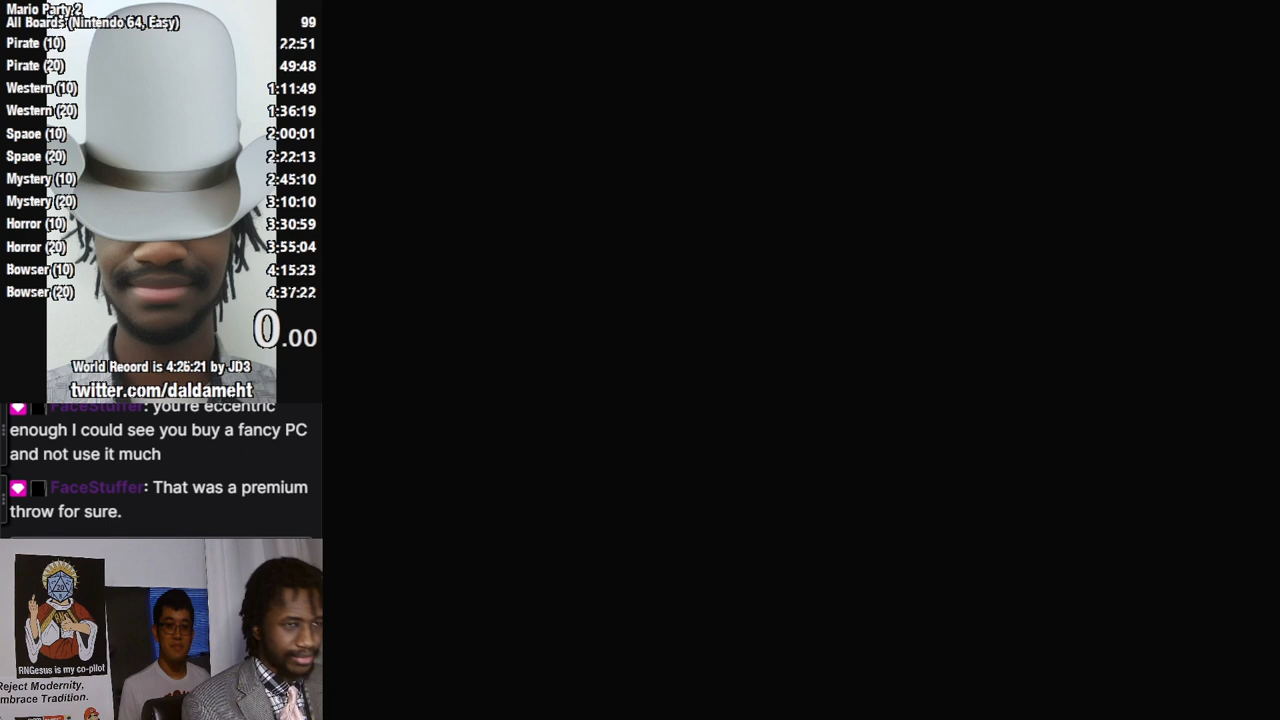 Mario Party 2
All Boards (Nintendo 64, Easy) 99
Pirate (10) 22:51
Pirate (20) 49:48
Western (10) 1:11:49
Western (20) 1:36:19
Space (10) 2:00:01
Space (20) 2:22:13
Mystery (10) 2:45:10
Mystery (20) 3:10:10
Horror (10) 3:30:59
Horror (20) 3:55:04
Bowser (10) 4:15:23
Bowser (20) 4:37:22
0.00
World Record is 4:26:21 by JD3
twitter.com/daldameht
FaceStuffer: you're eccentric
enough I could see you buy a fancy PC
and not use it much
FaceStuffer: That was a premium
throw for sure.
RNGesus is my co-pilot
Reject Modernity,
Embrace Tradition.